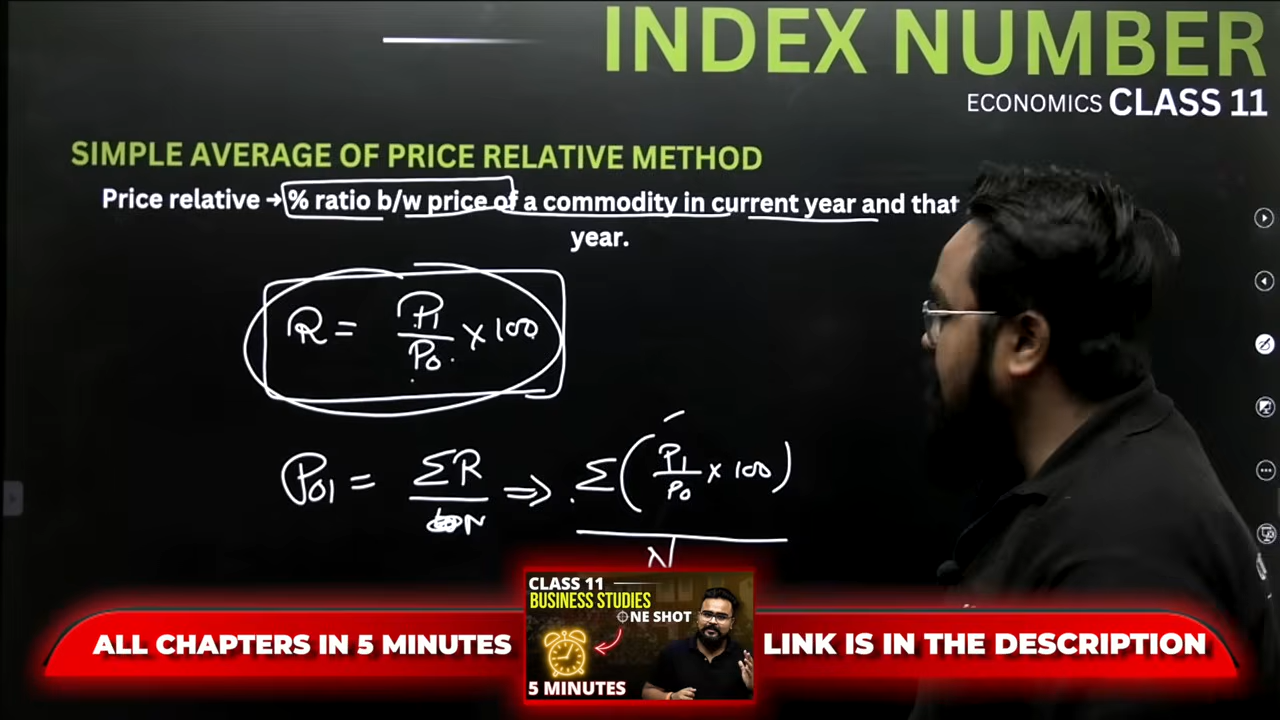 INDEX NUMBER
ECONOMICS CLASS 11
SIMPLE AVERAGE OF PRICE RELATIVE METHOD
Price relative → % ratio b/w price of a commodity in current year and that
year.
R = P1/P0 × 100
P01 = ΣR/N ⇒ Σ(P1/P0 × 100)/N
CLASS 11
BUSINESS STUDIES
ONE SHOT
5 MINUTES
ALL CHAPTERS IN 5 MINUTES
LINK IS IN THE DESCRIPTION